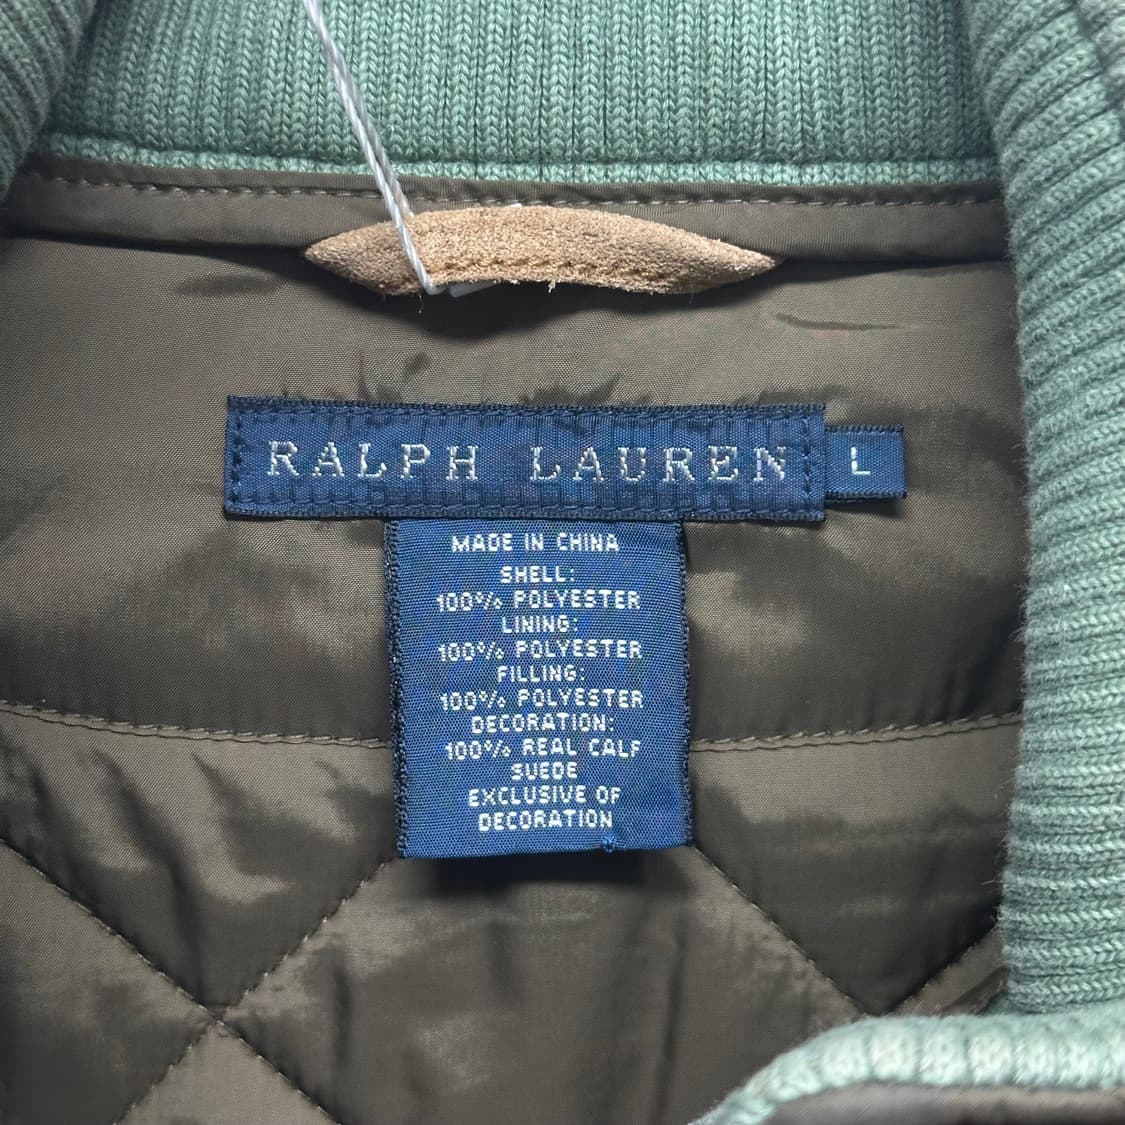 RALPH LAUREN L
MADE IN CHINA
SHELL:
100% POLYESTER
LINING:
100% POLYESTER
FILLING:
100% POLYESTER
DECORATION:
100% REAL CALF
SUEDE
EXCLUSIVE OF
DECORATION